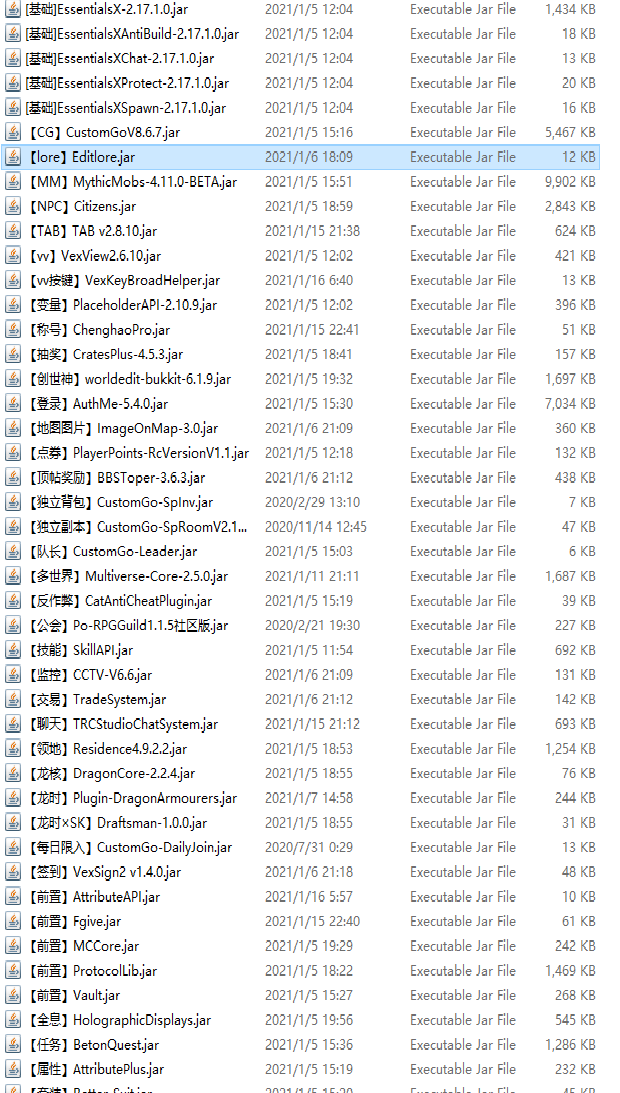 [基础]EssentialsX-2.17.1.0.jar 2021/1/5 12:04 Executable Jar File 1,434 KB
[基础]EssentialsXAntiBuild-2.17.1.0.jar 2021/1/5 12:04 Executable Jar File 18 KB
[基础]EssentialsXChat-2.17.1.0.jar 2021/1/5 12:04 Executable Jar File 13 KB
[基础]EssentialsXProtect-2.17.1.0.jar 2021/1/5 12:04 Executable Jar File 20 KB
[基础]EssentialsXSpawn-2.17.1.0.jar 2021/1/5 12:04 Executable Jar File 16 KB
【CG】CustomGoV8.6.7.jar 2021/1/5 15:16 Executable Jar File 5,467 KB
【lore】Editlore.jar 2021/1/6 18:09 Executable Jar File 12 KB
【MM】MythicMobs-4.11.0-BETA.jar 2021/1/5 15:51 Executable Jar File 9,902 KB
【NPC】Citizens.jar 2021/1/5 18:59 Executable Jar File 2,843 KB
【TAB】TAB v2.8.10.jar 2021/1/15 21:38 Executable Jar File 624 KB
【vv】VexView2.6.10.jar 2021/1/5 12:02 Executable Jar File 421 KB
【vv按键】VexKeyBroadHelper.jar 2021/1/16 6:40 Executable Jar File 13 KB
【变量】PlaceholderAPI-2.10.9.jar 2021/1/5 12:02 Executable Jar File 396 KB
【称号】ChenghaoPro.jar 2021/1/15 22:41 Executable Jar File 51 KB
【抽奖】CratesPlus-4.5.3.jar 2021/1/5 18:41 Executable Jar File 157 KB
【创世神】worldedit-bukkit-6.1.9.jar 2021/1/5 19:32 Executable Jar File 1,697 KB
【登录】AuthMe-5.4.0.jar 2021/1/5 15:30 Executable Jar File 7,034 KB
【地图图片】ImageOnMap-3.0.jar 2021/1/6 21:09 Executable Jar File 360 KB
【点券】PlayerPoints-RcVersionV1.1.jar 2021/1/5 12:18 Executable Jar File 132 KB
【顶帖奖励】BBSToper-3.6.3.jar 2021/1/6 21:12 Executable Jar File 438 KB
【独立背包】CustomGo-SpInv.jar 2020/2/29 13:10 Executable Jar File 7 KB
【独立副本】CustomGo-SpRoomV2.1... 2020/11/14 12:45 Executable Jar File 47 KB
【队长】CustomGo-Leader.jar 2021/1/5 15:03 Executable Jar File 6 KB
【多世界】Multiverse-Core-2.5.0.jar 2021/1/11 21:11 Executable Jar File 1,687 KB
【反作弊】CatAntiCheatPlugin.jar 2021/1/5 15:19 Executable Jar File 39 KB
【公会】Po-RPGGuild1.1.5社区版.jar 2020/2/21 19:30 Executable Jar File 227 KB
【技能】SkillAPI.jar 2021/1/5 11:54 Executable Jar File 692 KB
【监控】CCTV-V6.6.jar 2021/1/6 21:09 Executable Jar File 131 KB
【交易】TradeSystem.jar 2021/1/6 21:12 Executable Jar File 142 KB
【聊天】TRCStudioChatSystem.jar 2021/1/15 21:12 Executable Jar File 693 KB
【领地】Residence4.9.2.2.jar 2021/1/5 18:53 Executable Jar File 1,254 KB
【龙核】DragonCore-2.2.4.jar 2021/1/5 18:55 Executable Jar File 76 KB
【龙时】Plugin-DragonArmourers.jar 2021/1/7 14:58 Executable Jar File 244 KB
【龙时×SK】Draftsman-1.0.0.jar 2021/1/5 18:55 Executable Jar File 31 KB
【每日限入】CustomGo-DailyJoin.jar 2020/7/31 0:29 Executable Jar File 13 KB
【签到】VexSign2 v1.4.0.jar 2021/1/6 21:18 Executable Jar File 48 KB
【前置】AttributeAPI.jar 2021/1/16 5:57 Executable Jar File 10 KB
【前置】Fgive.jar 2021/1/15 22:40 Executable Jar File 61 KB
【前置】MCCore.jar 2021/1/5 19:29 Executable Jar File 242 KB
【前置】ProtocolLib.jar 2021/1/5 18:22 Executable Jar File 1,469 KB
【前置】Vault.jar 2021/1/5 15:27 Executable Jar File 268 KB
【全息】HolographicDisplays.jar 2021/1/5 19:56 Executable Jar File 545 KB
【任务】BetonQuest.jar 2021/1/5 15:36 Executable Jar File 1,286 KB
【属性】AttributePlus.jar 2021/1/5 15:19 Executable Jar File 232 KB